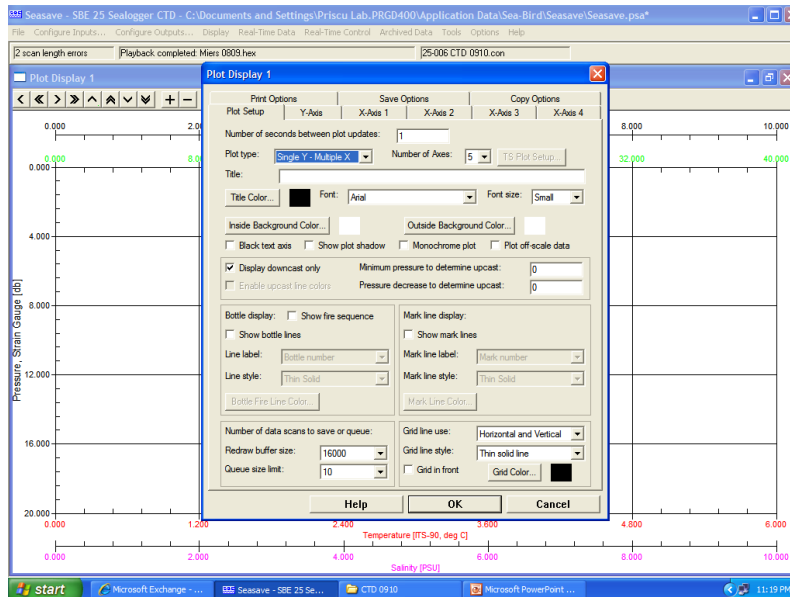 Seasave - SBE 25 Sealogger CTD - C:\Documents and Settings\Priscu Lab.PRGD400\Application Data\Sea-Bird\Seasave\Seasave.psa*
File Configure Inputs... Configure Outputs... Display Real-Time Data Real-Time Control Archived Data Tools Options Help
2 scan length errors Playback completed: Miers 0809.hex 25-006 CTD 0910.con
Plot Display 1
Plot Display 1
Print Options Save Options Copy Options
Plot Setup Y-Axis X-Axis 1 X-Axis 2 X-Axis 3 X-Axis 4
Number of seconds between plot updates: 1
Plot type: Single Y - Multiple X Number of Axes: 5 TS Plot Setup...
Title:
Title Color... Font: Arial Font size: Small
Inside Background Color... Outside Background Color...
Black text axis Show plot shadow Monochrome plot Plot off-scale data
Display downcast only Minimum pressure to determine upcast: 0
Enable upcast line colors Pressure decrease to determine upcast: 0
Bottle display: Show fire sequence
Show bottle lines
Line label: Bottle number
Line style: Thin Solid
Bottle Fire Line Color...
Mark line display:
Show mark lines
Mark line label: Mark number
Mark line style: Thin Solid
Mark Line Color...
Number of data scans to save or queue:
Redraw buffer size: 16000
Queue size limit: 10
Grid line use: Horizontal and Vertical
Grid line style: Thin solid line
Grid in front Grid Color...
Help OK Cancel
0.000 2.00 8.000 10.000
0.000 8.0 32.000 40.000
0.000
4.000
8.000
12.000
16.000
20.000
Pressure, Strain Gauge [db]
0.000 1.200 2.400 3.600 4.800 6.000
Temperature [ITS-90, deg C]
0.000 2.000 4.000 6.000 8.000 10.000
Salinity [PSU]
start Microsoft Exchange - ... Seasave - SBE 25 Se... CTD 0910 Microsoft PowerPoint ... 11:19 PM